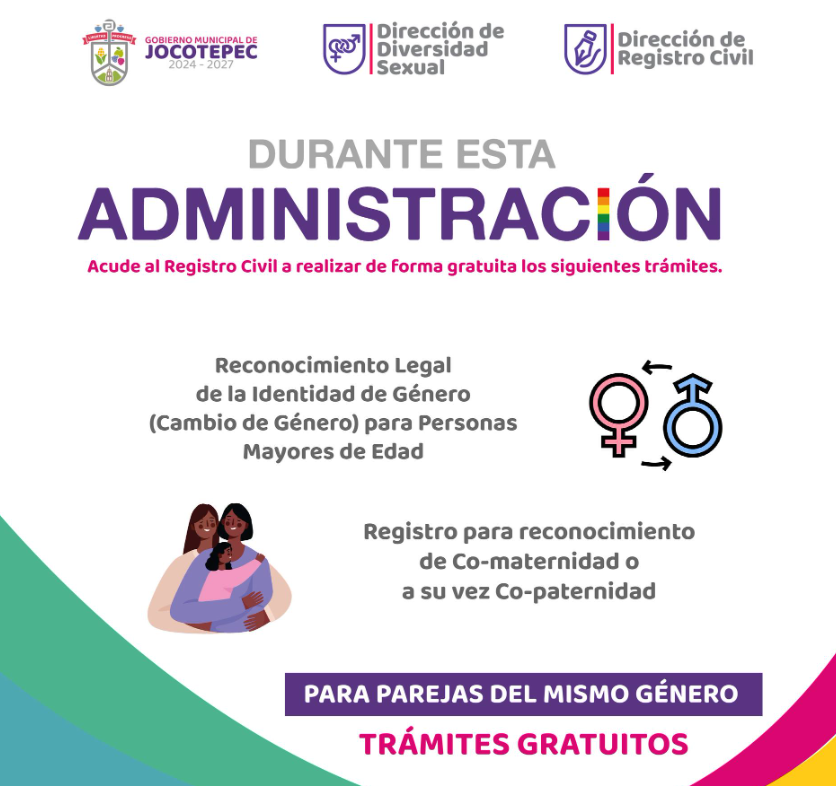 GOBIERNO MUNICIPAL DE
JOCOTEPEC
2024 - 2027
Dirección de
Diversidad
Sexual
Dirección de
Registro Civil
DURANTE ESTA
ADMINISTRACIÓN
Acude al Registro Civil a realizar de forma gratuita los siguientes trámites.
Reconocimiento Legal
de la Identidad de Género
(Cambio de Género) para Personas
Mayores de Edad
Registro para reconocimiento
de Co-maternidad o
a su vez Co-paternidad
PARA PAREJAS DEL MISMO GÉNERO
TRÁMITES GRATUITOS